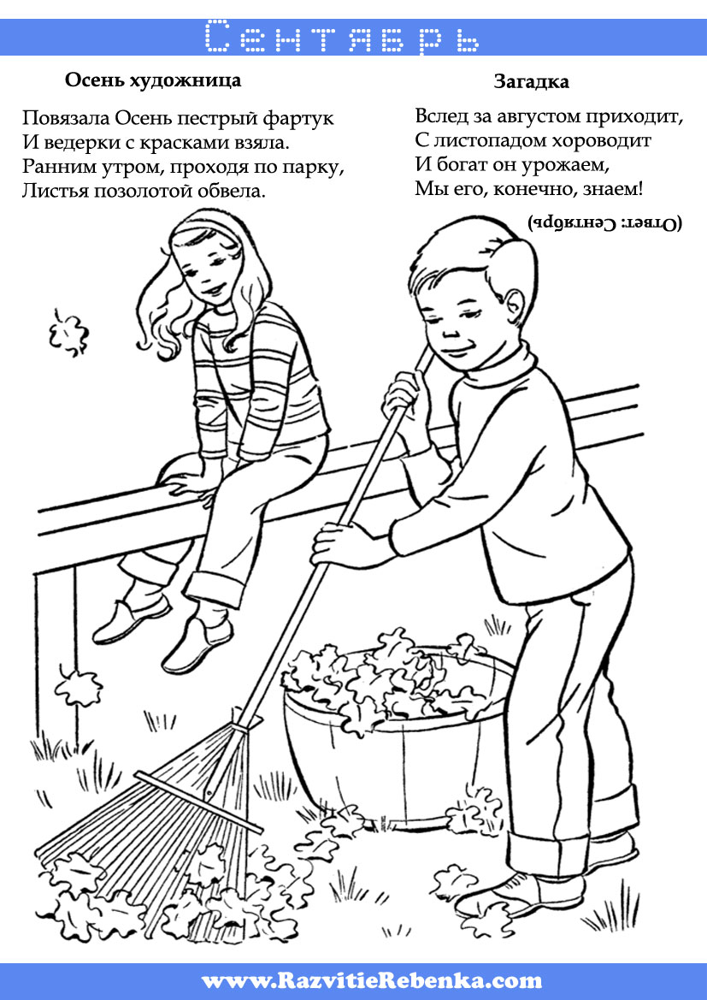 Сентябрь
Осень художница
Повязала Осень пестрый фартук
И ведерки с красками взяла.
Ранним утром, проходя по парку,
Листья позолотой обвела.
Загадка
Вслед за августом приходит,
С листопадом хороводит
И богат он урожаем,
Мы его, конечно, знаем!
(Ответ: Сентябрь)
www.RazvitieRebenka.com